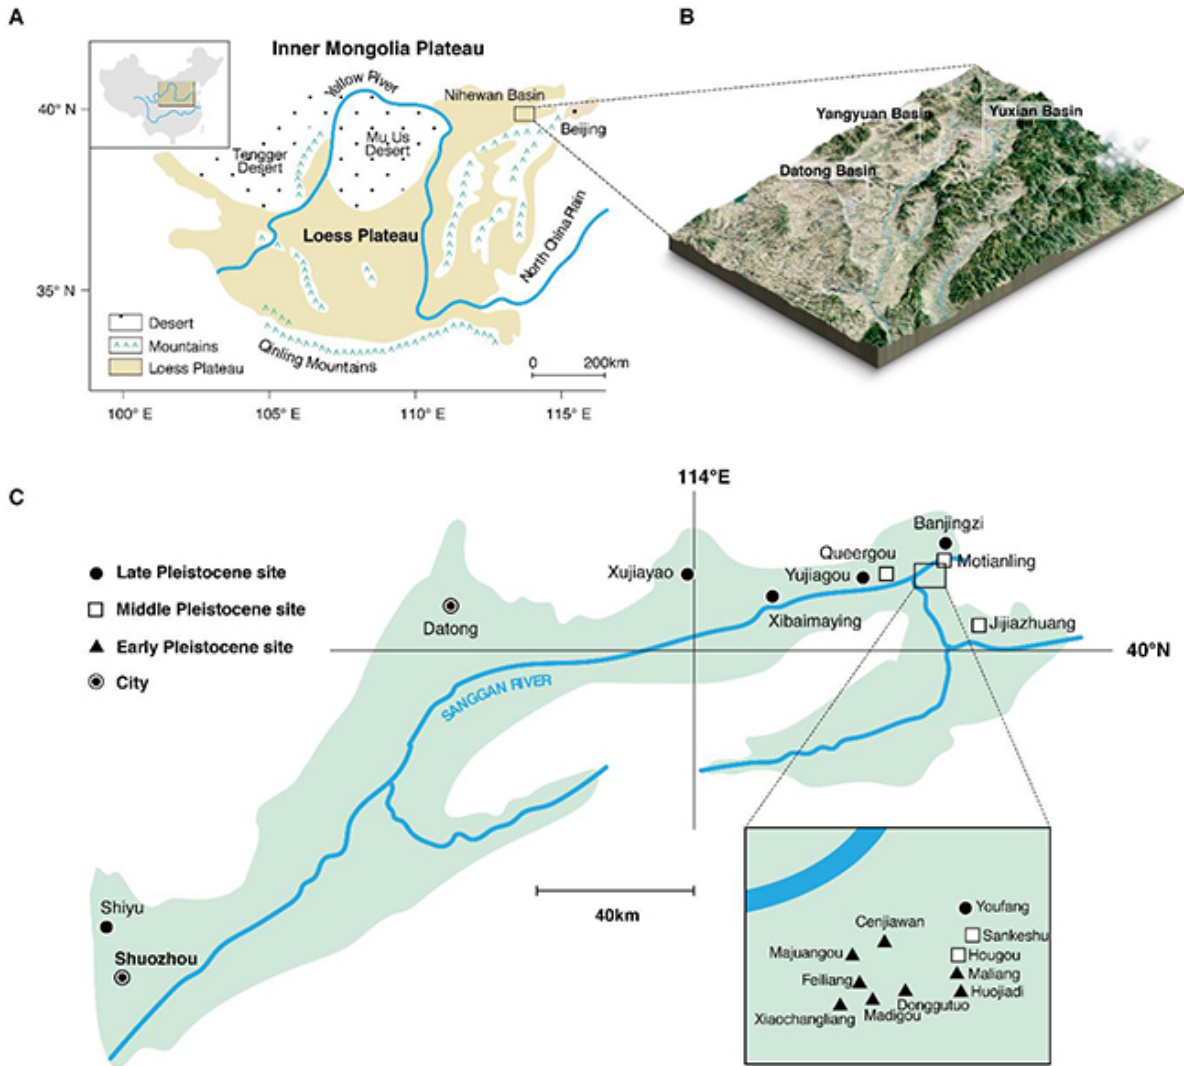 A
B
Inner Mongolia Plateau
Yellow River
40° N
Nihewan Basin
Beijing
Tengger
Desert
Mu Us
Desert
Loess Plateau
North China Plain
35° N
Desert
Mountains
Loess Plateau
Qinling Mountains
0 200km
100° E 105° E 110° E 115° E
Yangyuan Basin
Yuxian Basin
Datong Basin
C
114°E
Late Pleistocene site
Middle Pleistocene site
Early Pleistocene site
City
Banjingzi
Queergou
Motianling
Xujiayao
Yujiagou
Xibaimaying
Datong
Jijiazhuang
40°N
SANGGAN RIVER
40km
Shiyu
Shuozhou
Youfang
Cenjiawan
Sankeshu
Majuangou
Hougou
Maliang
Feiliang
Huojiadi
Donggutuo
Madigou
Xiaochangliang